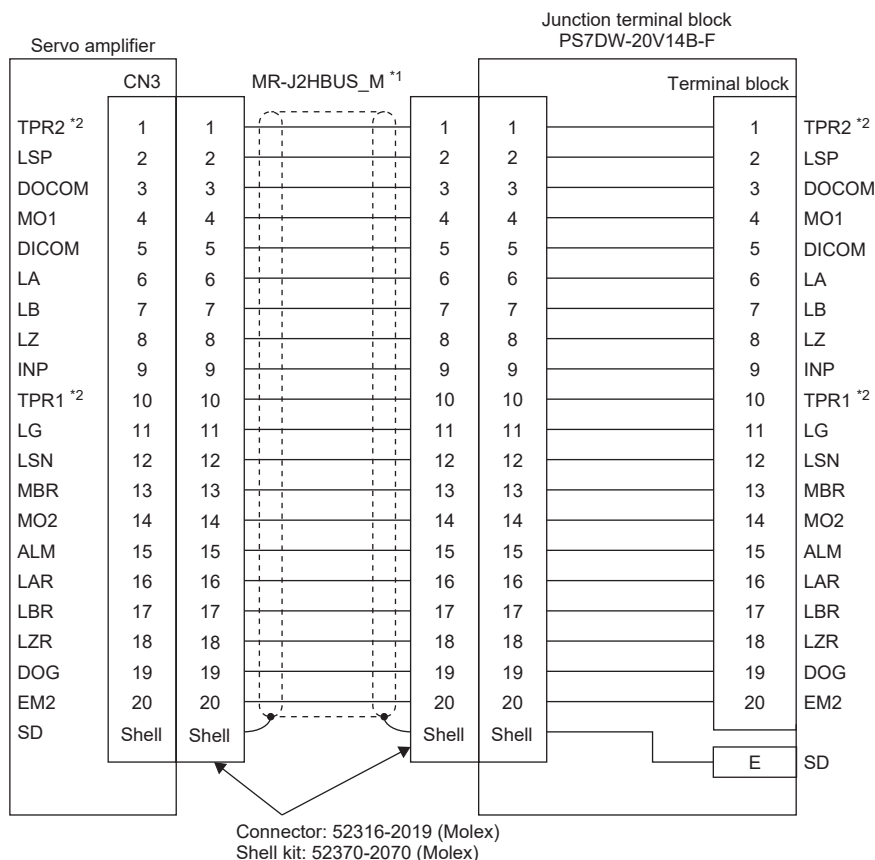 Junction terminal block
PS7DW-20V14B-F
Servo amplifier
CN3 MR-J2HBUS_M *1 Terminal block
TPR2 *2 1 1 1 1 1 TPR2 *2
LSP 2 2 2 2 2 LSP
DOCOM 3 3 3 3 3 DOCOM
MO1 4 4 4 4 4 MO1
DICOM 5 5 5 5 5 DICOM
LA 6 6 6 6 6 LA
LB 7 7 7 7 7 LB
LZ 8 8 8 8 8 LZ
INP 9 9 9 9 9 INP
TPR1 *2 10 10 10 10 10 TPR1 *2
LG 11 11 11 11 11 LG
LSN 12 12 12 12 12 LSN
MBR 13 13 13 13 13 MBR
MO2 14 14 14 14 14 MO2
ALM 15 15 15 15 15 ALM
LAR 16 16 16 16 16 LAR
LBR 17 17 17 17 17 LBR
LZR 18 18 18 18 18 LZR
DOG 19 19 19 19 19 DOG
EM2 20 20 20 20 20 EM2
SD Shell Shell Shell Shell
E SD
Connector: 52316-2019 (Molex)
Shell kit: 52370-2070 (Molex)